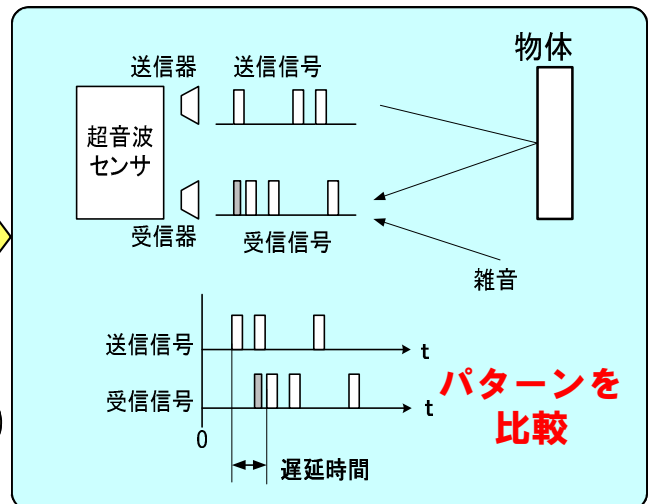 物体
送信器
送信信号
超音波
センサ
受信器
受信信号
雑音
送信信号
t
受信信号
t
パターンを
比較
0
遅延時間